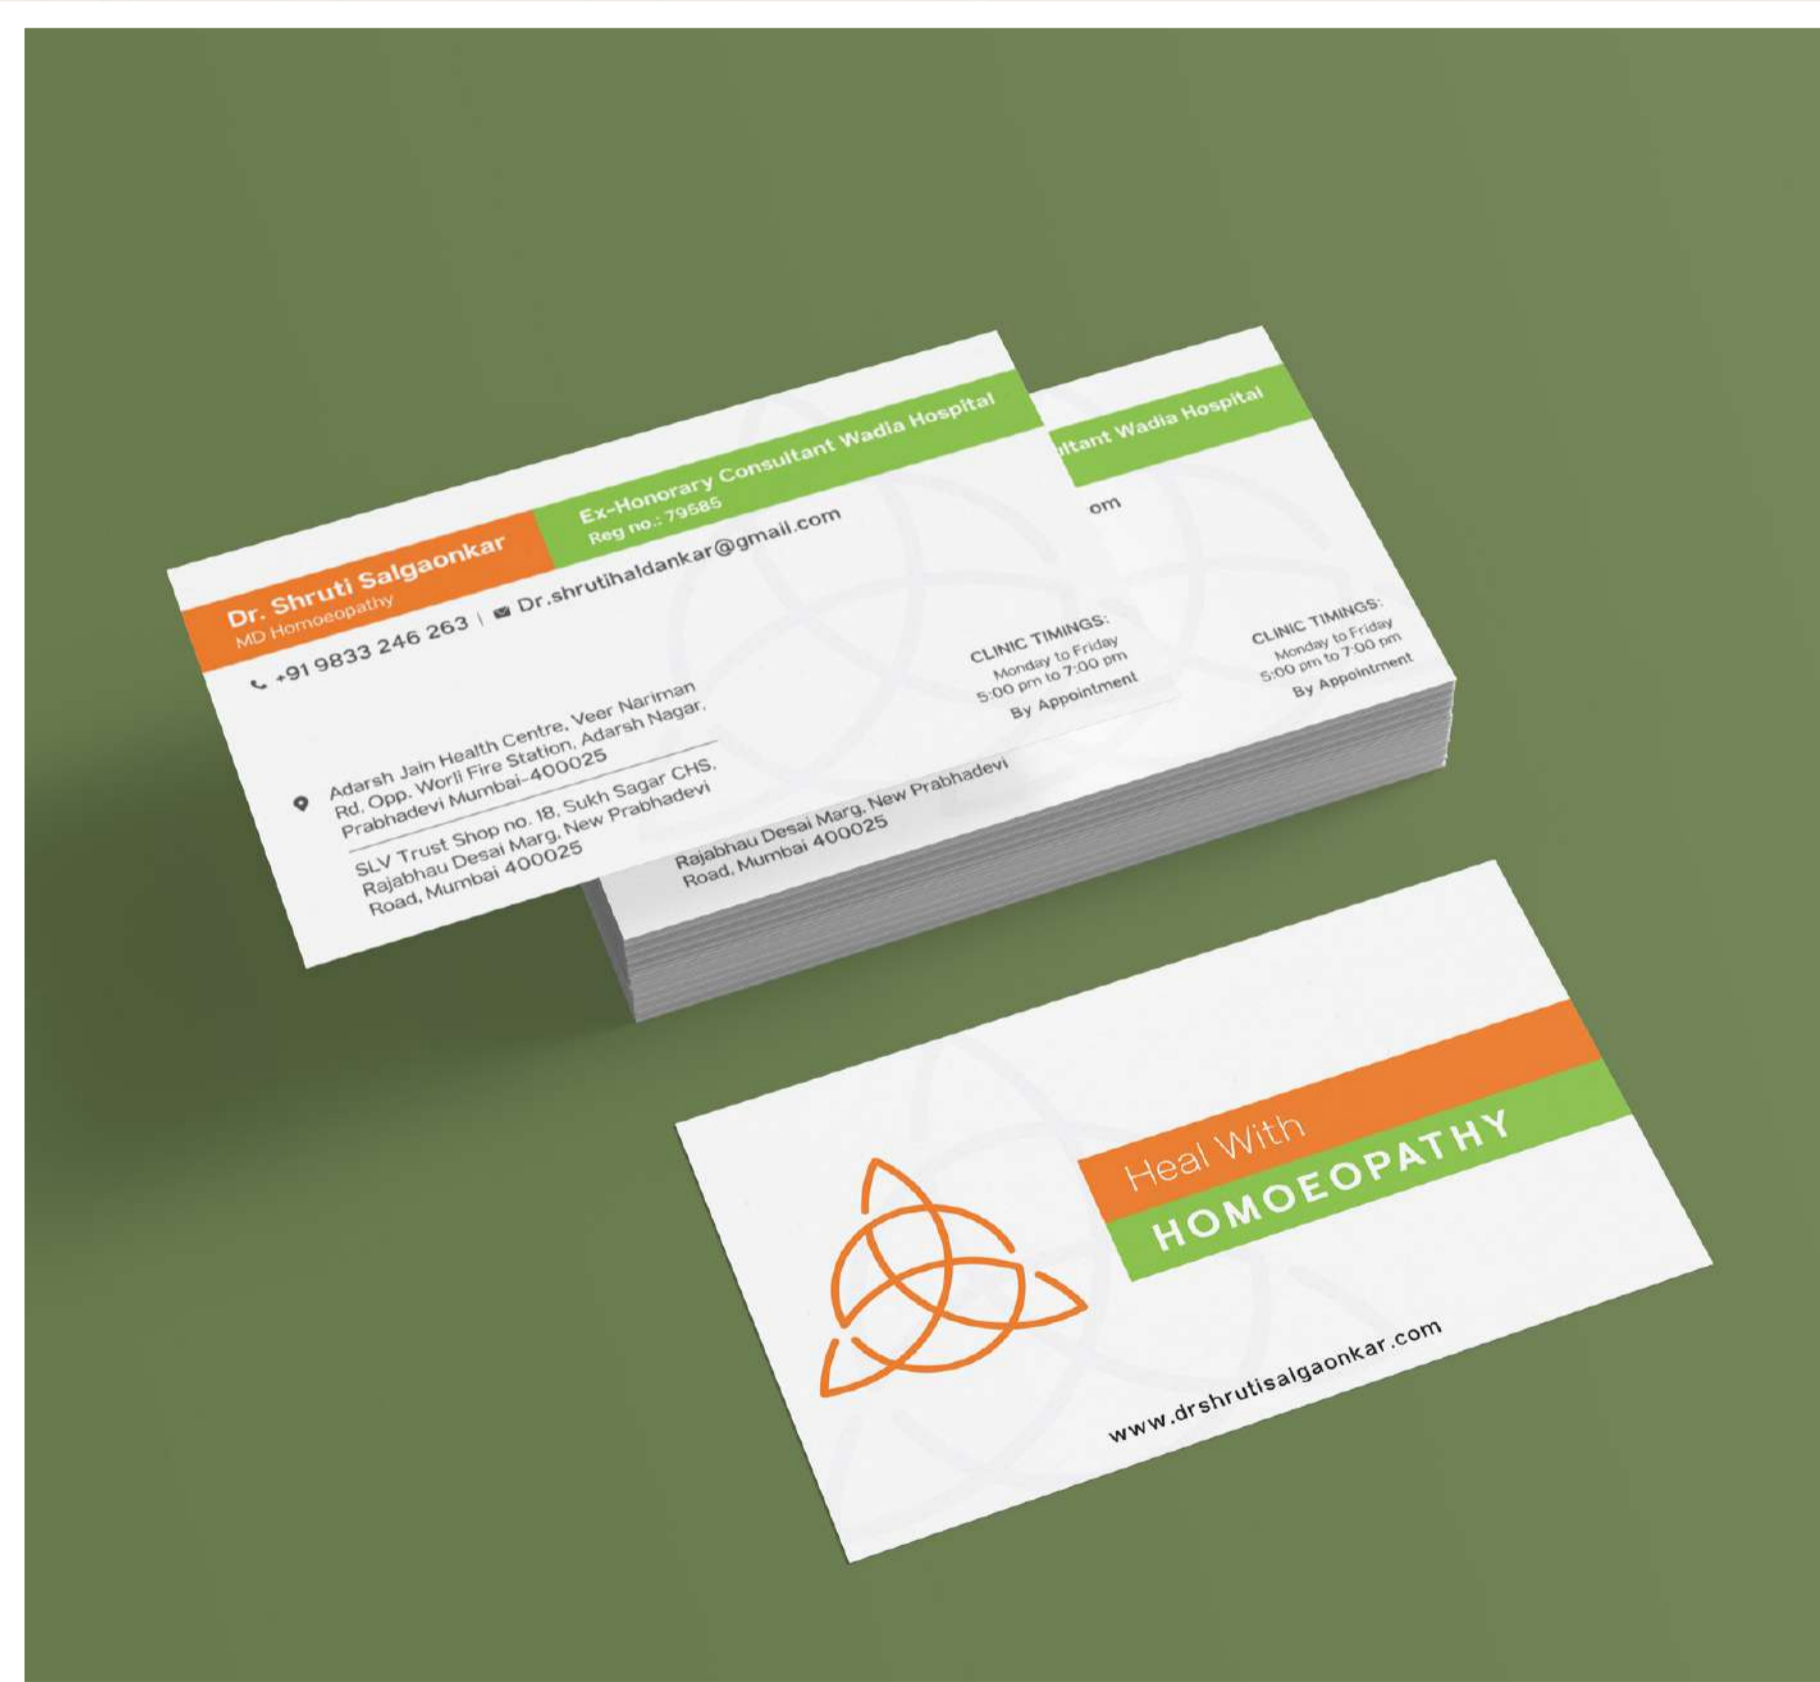 Dr. Shruti Salgaonkar
MD Homoeopathy
Ex-Honorary Consultant Wadia Hospital
Reg no.: 79585
+91 9833 246 263 | Dr.shrutihaldankar@gmail.com
Adarsh Jain Health Centre, Veer Nariman
Rd, Opp. Worli Fire Station, Adarsh Nagar,
Prabhadevi Mumbai-400025
SLV Trust Shop no. 18, Sukh Sagar CHS,
Rajabhau Desai Marg, New Prabhadevi
Road, Mumbai 400025
CLINIC TIMINGS:
Monday to Friday
5:00 pm to 7:00 pm
By Appointment
ultant Wadia Hospital
om
CLINIC TIMINGS:
Monday to Friday
5:00 pm to 7:00 pm
By Appointment
Rajabhau Desai Marg, New Prabhadevi
Road, Mumbai 400025
Heal With
HOMOEOPATHY
www.drshrutisalgaonkar.com